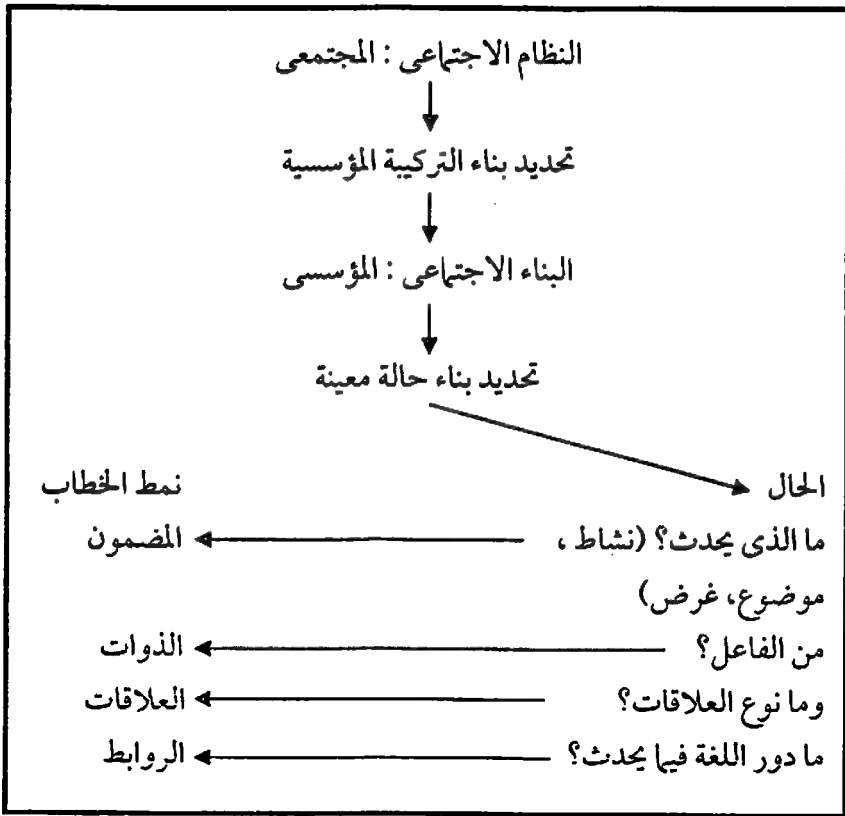 النظام الاجتماعى : المجتمعى
تحديد بناء التركيبة المؤسسية
البناء الاجتماعى : المؤسسى
تحديد بناء حالة معينة
الحال
نمط الخطاب
ما الذى يحدث؟ (نشاط ،
المضمون
موضوع، غرض)
من الفاعل؟
الذوات
وما نوع العلاقات؟
العلاقات
ما دور اللغة فيما يحدث؟
الروابط